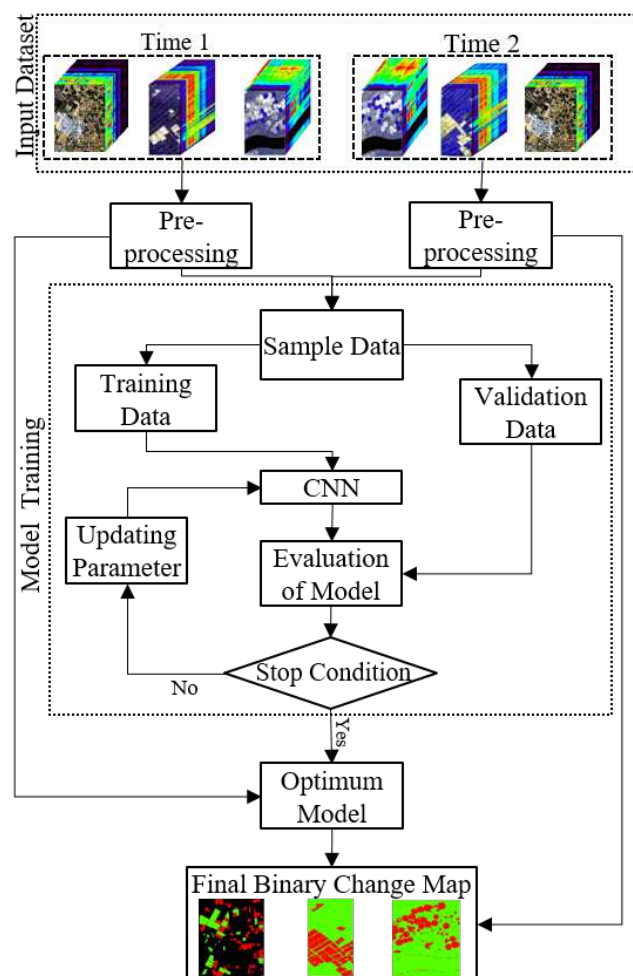 Input Dataset
Time 1
Time 2
Pre-
processing
Pre-
processing
Model Training
Sample Data
Training
Data
Validation
Data
CNN
Updating
Parameter
Evaluation
of Model
Stop Condition
No
Yes
Optimum
Model
Final Binary Change Map